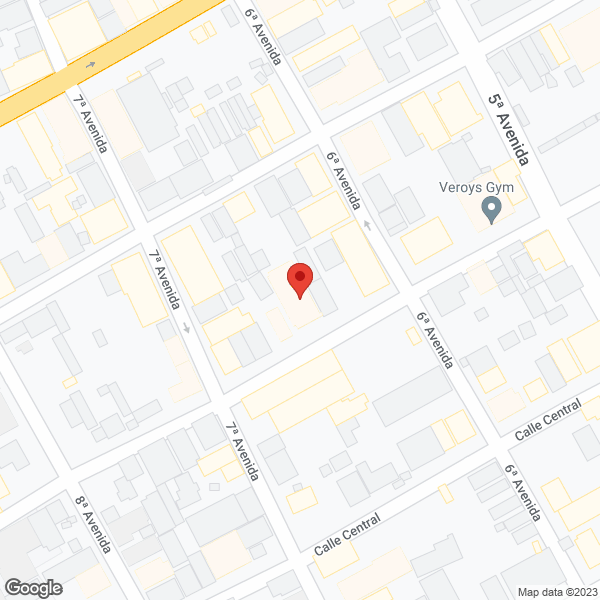 6ª Avenida
7ª Avenida
5ª Avenida
6ª Avenida
Veroys Gym
7ª Avenida
6ª Avenida
Calle Central
7ª Avenida
6ª Avenida
8ª Avenida
Calle Central
Google
Map data ©2023